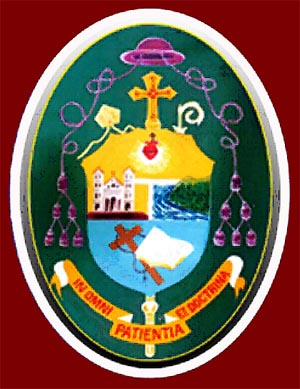 IN OMNI PATIENTIA ET DOCTRINA